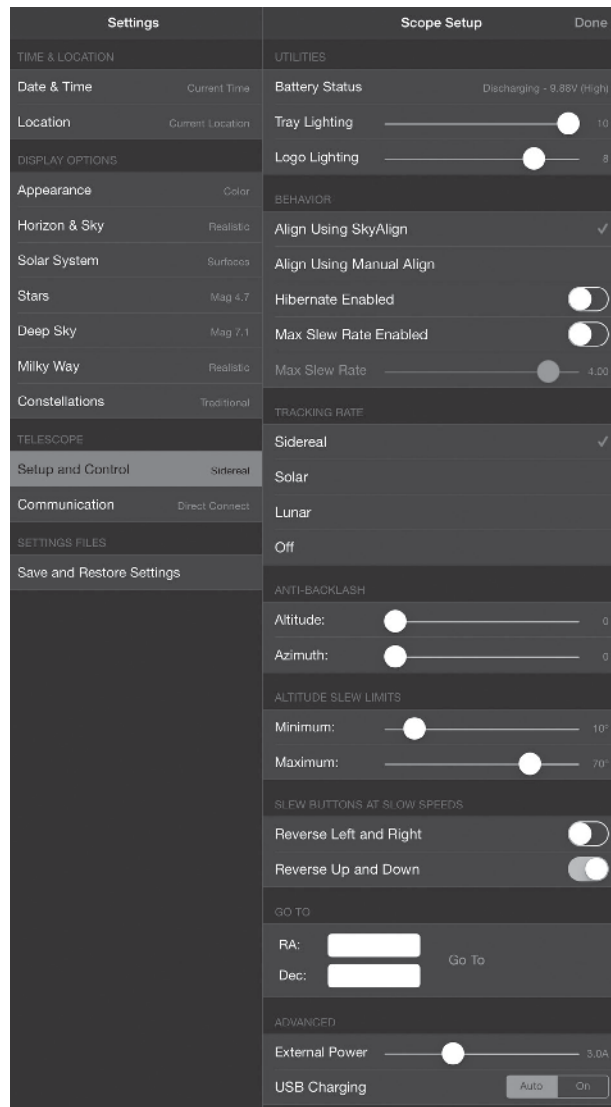 Settings
TIME & LOCATION
Date & Time Current Time
Location Current Location
DISPLAY OPTIONS
Appearance Color
Horizon & Sky Realistic
Solar System Surfaces
Stars Mag 4.7
Deep Sky Mag 7.1
Milky Way Realistic
Constellations Traditional
TELESCOPE
Setup and Control Sidereal
Communication Direct Connect
SETTINGS FILES
Save and Restore Settings
Scope Setup Done
UTILITIES
Battery Status Discharging - 9.88V (High)
Tray Lighting 10
Logo Lighting 8
BEHAVIOR
Align Using SkyAlign
Align Using Manual Align
Hibernate Enabled
Max Slew Rate Enabled
Max Slew Rate 4.00
TRACKING RATE
Sidereal
Solar
Lunar
Off
ANTI-BACKLASH
Altitude: 0
Azimuth: 0
ALTITUDE SLEW LIMITS
Minimum: 10°
Maximum: 70°
SLEW BUTTONS AT SLOW SPEEDS
Reverse Left and Right
Reverse Up and Down
GO TO
RA:
Go To
Dec:
ADVANCED
External Power 3.0A
USB Charging Auto On